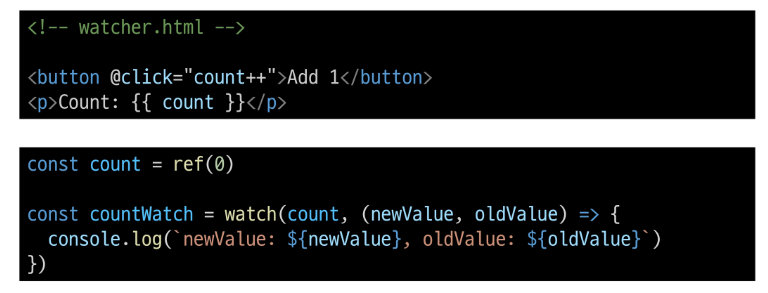 <!-- watcher.html -->
<button @click="count++">Add 1</button>
<p>Count: {{ count }}</p>
const count = ref(0)
const countWatch = watch(count, (newValue, oldValue) => {
  console.log(`newValue: ${newValue}, oldValue: ${oldValue}`)
})